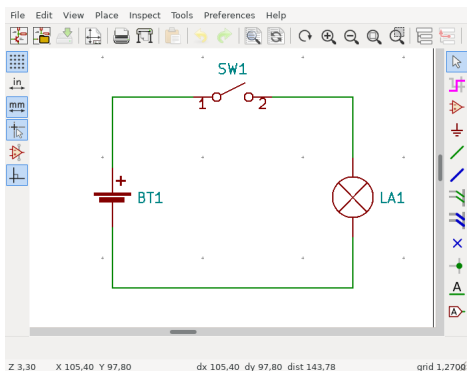 File Edit View Place Inspect Tools Preferences Help
in
mm
SW1
1 2
+
BT1
LA1
A
A
Z 3,30 X 105,40 Y 97,80 dx 105,40 dy 97,80 dist 143,78 grid 1,2700